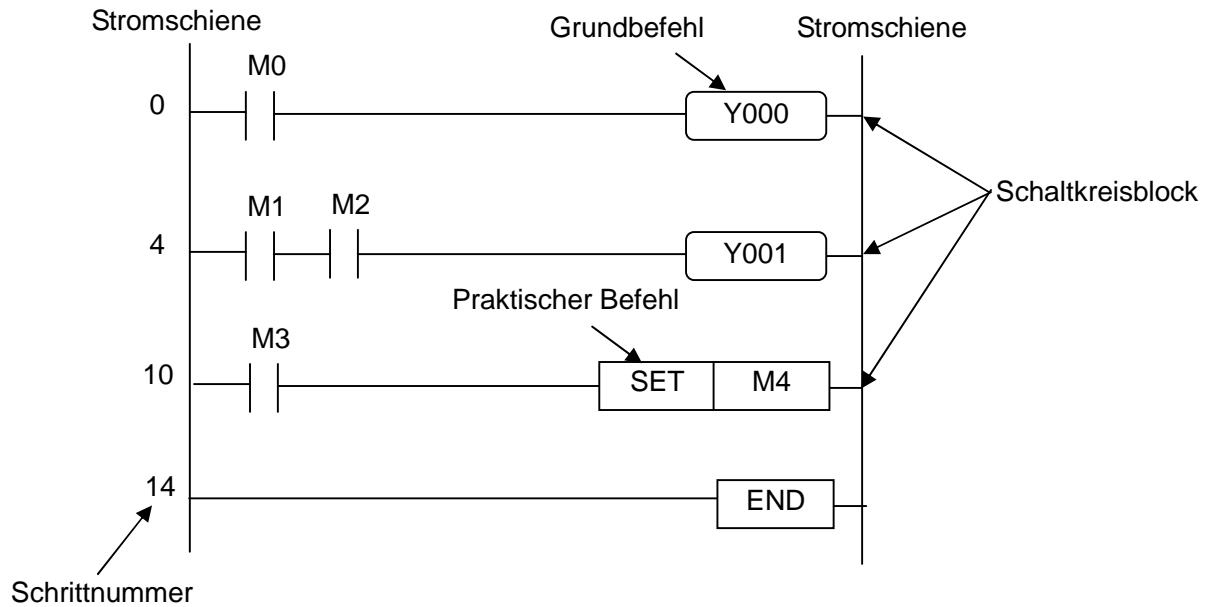 Stromschiene
Grundbefehl
Stromschiene
M0
0
Y000
Schaltkreisblock
M1
M2
4
Y001
Praktischer Befehl
M3
10
SET
M4
14
END
Schrittnummer